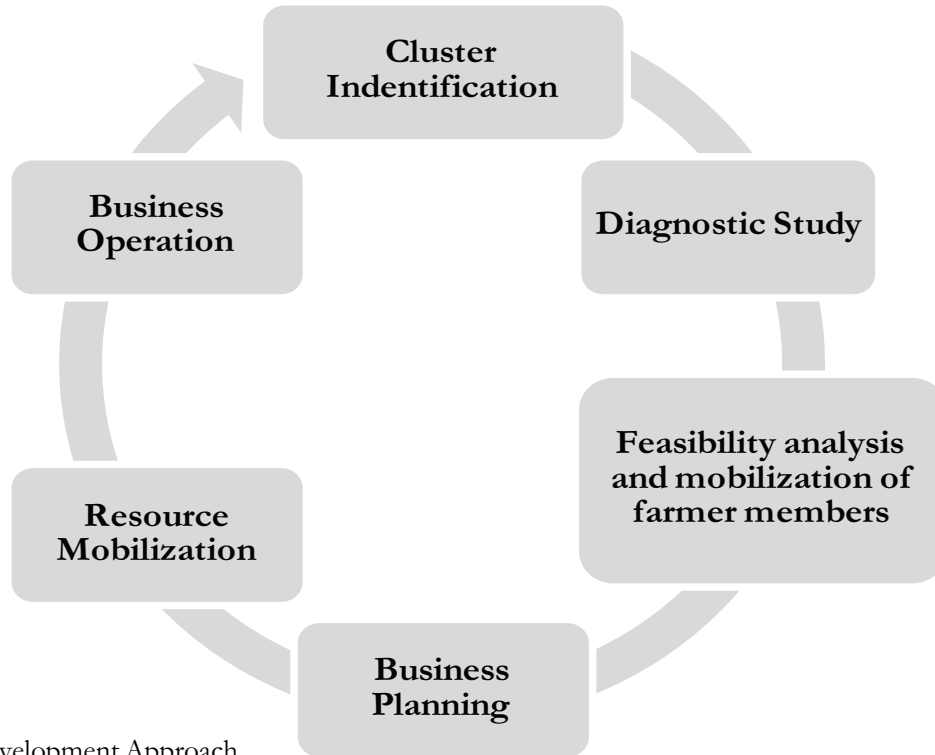 Cluster
Indentification
Diagnostic Study
Feasibility analysis
and mobilization of
farmer members
Business
Planning
Resource
Mobilization
Business
Operation
velopment Approach